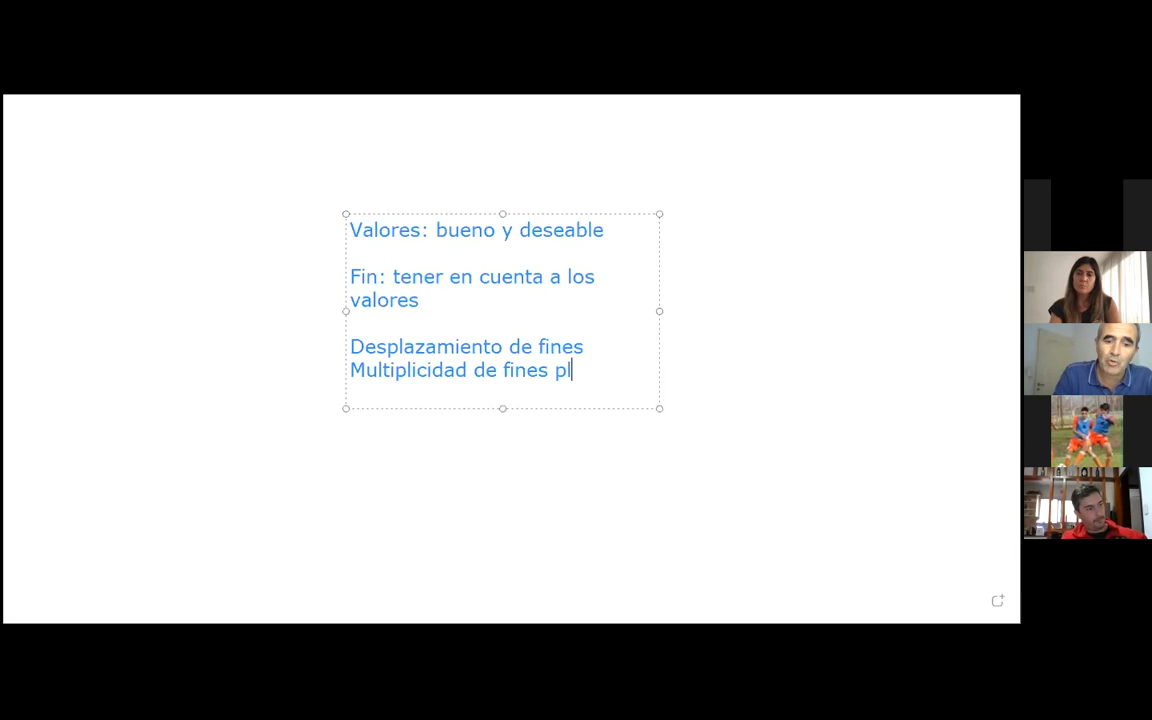 Valores: bueno y deseable
Fin: tener en cuenta a los
valores
Desplazamiento de fines
Multiplicidad de fines pl